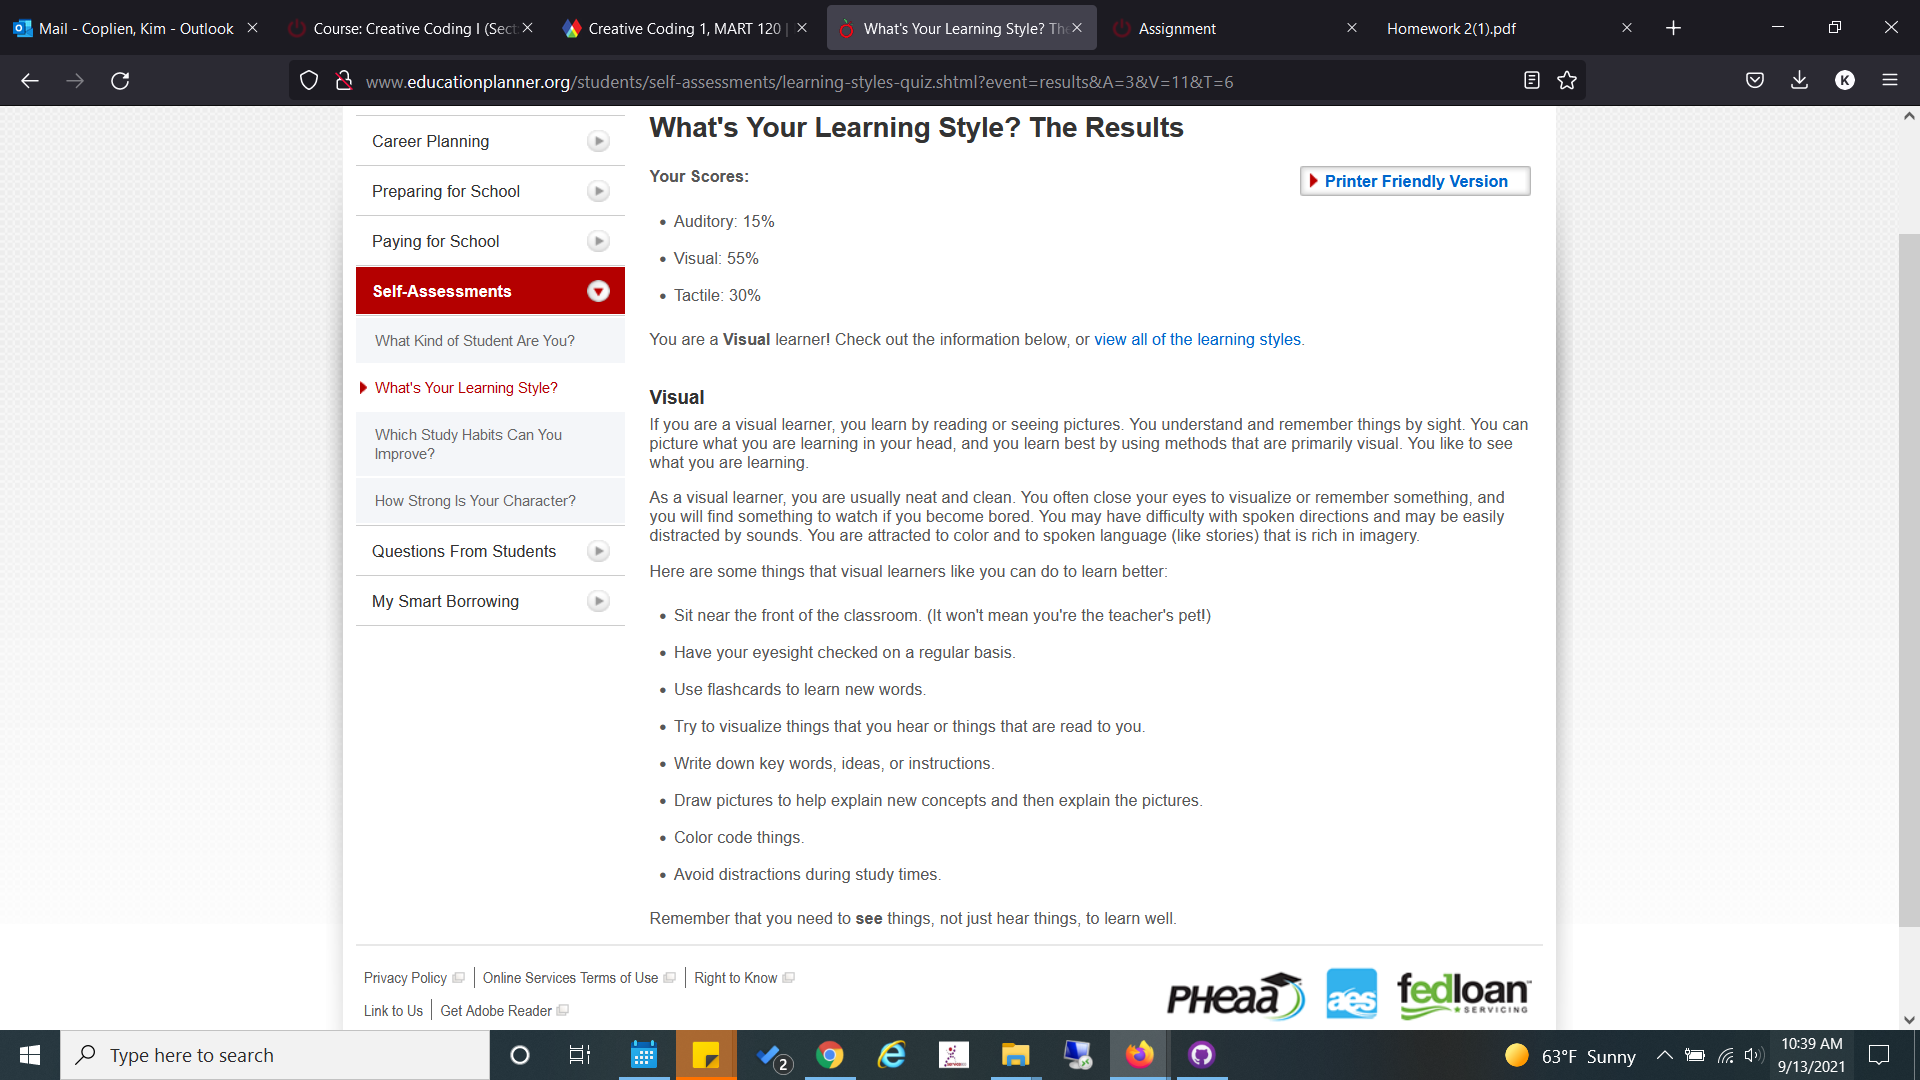 Mail - Coplien, Kim - Outlook
Course: Creative Coding I (Sect
Creative Coding 1, MART 120 |
What's Your Learning Style? The
Assignment
Homework 2(1).pdf
www.educationplanner.org/students/self-assessments/learning-styles-quiz.shtml?event=results&A=3&V=11&T=6
K
Career Planning
Preparing for School
Paying for School
Self-Assessments
What Kind of Student Are You?
What's Your Learning Style?
Which Study Habits Can You
Improve?
How Strong Is Your Character?
Questions From Students
My Smart Borrowing
What's Your Learning Style? The Results
Your Scores:
Printer Friendly Version
• Auditory: 15%
• Visual: 55%
• Tactile: 30%
You are a Visual learner! Check out the information below, or view all of the learning styles.
Visual
If you are a visual learner, you learn by reading or seeing pictures. You understand and remember things by sight. You can
picture what you are learning in your head, and you learn best by using methods that are primarily visual. You like to see
what you are learning.
As a visual learner, you are usually neat and clean. You often close your eyes to visualize or remember something, and
you will find something to watch if you become bored. You may have difficulty with spoken directions and may be easily
distracted by sounds. You are attracted to color and to spoken language (like stories) that is rich in imagery.
Here are some things that visual learners like you can do to learn better:
• Sit near the front of the classroom. (It won't mean you're the teacher's pet!)
• Have your eyesight checked on a regular basis.
• Use flashcards to learn new words.
• Try to visualize things that you hear or things that are read to you.
• Write down key words, ideas, or instructions.
• Draw pictures to help explain new concepts and then explain the pictures.
• Color code things.
• Avoid distractions during study times.
Remember that you need to see things, not just hear things, to learn well.
Privacy Policy
Online Services Terms of Use
Right to Know
Link to Us
Get Adobe Reader
PHEAA
aes
fedloan
SERVICING
Type here to search
2
63°F Sunny
10:39 AM
9/13/2021